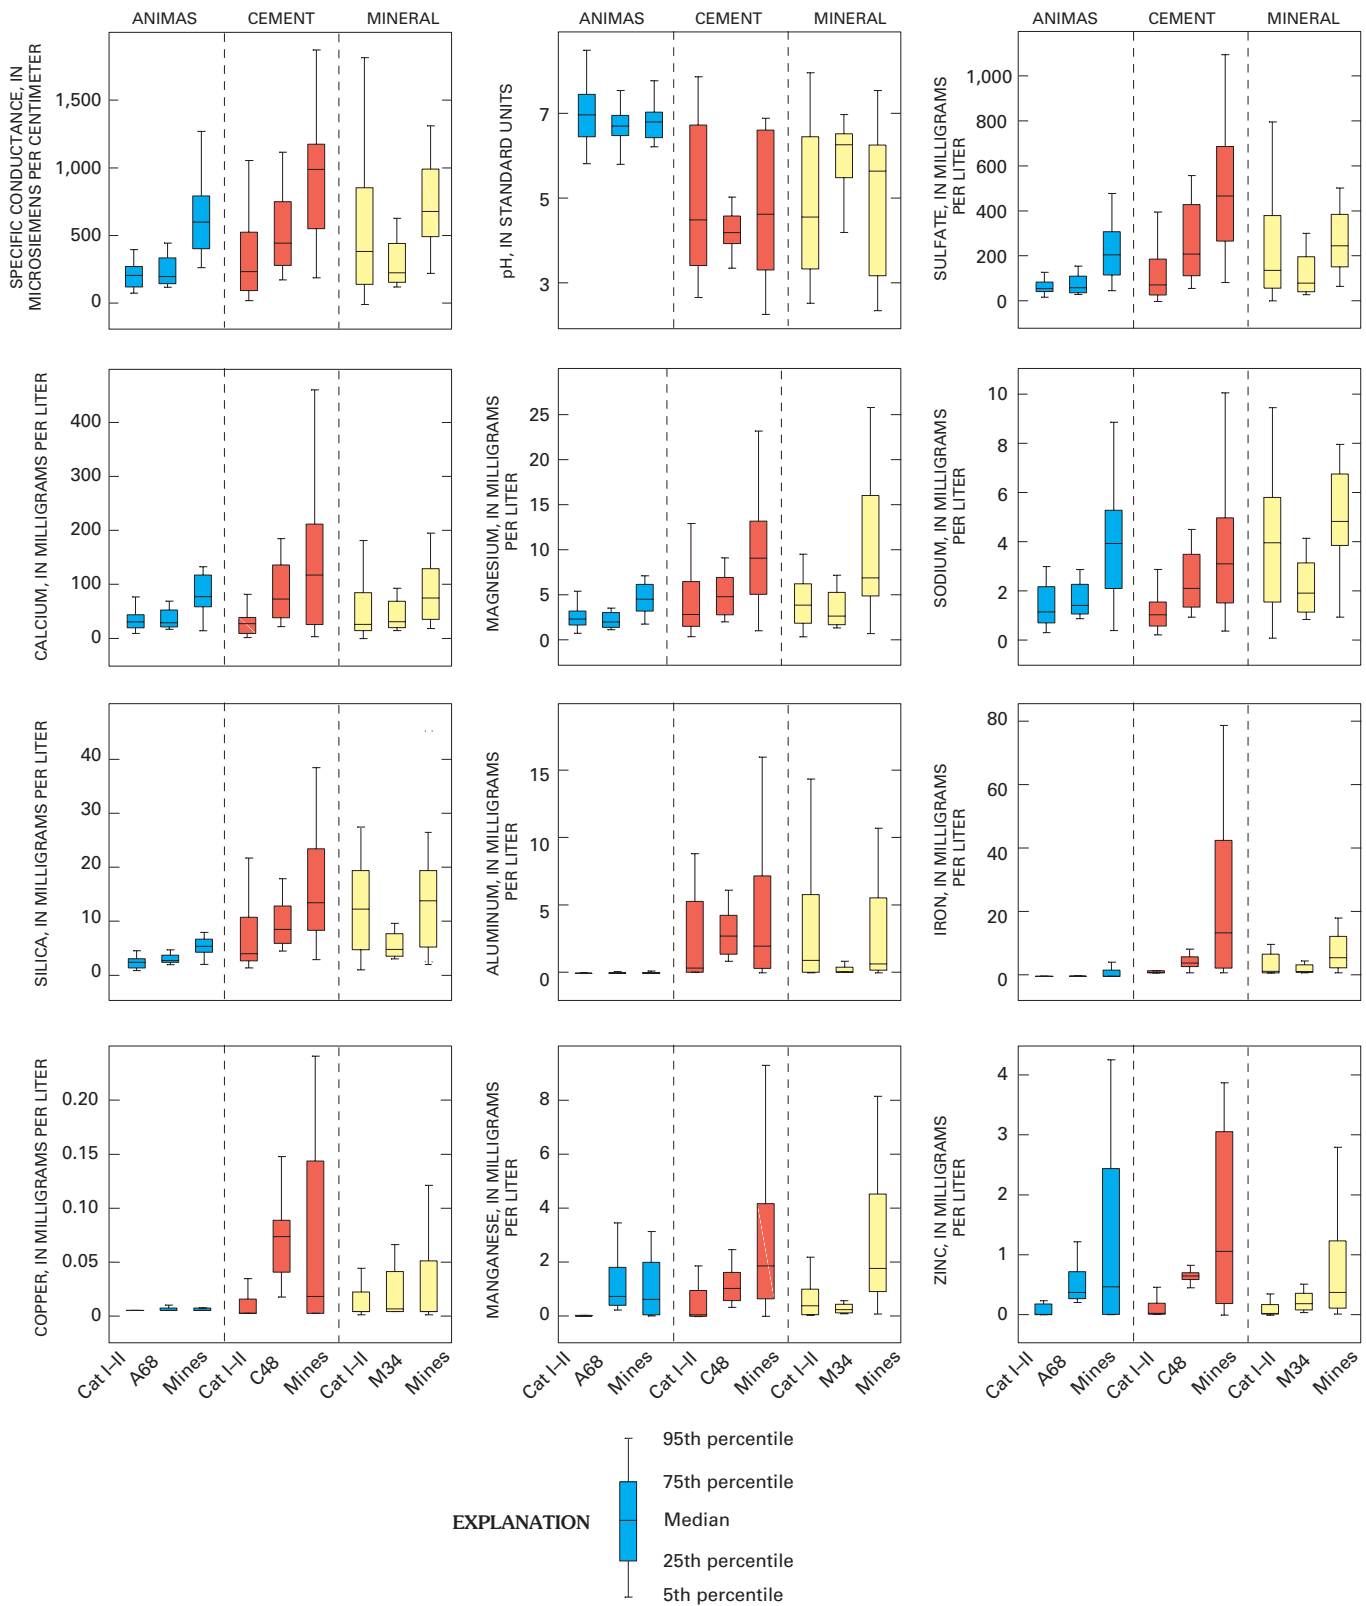 ANIMAS CEMENT MINERAL
ANIMAS CEMENT MINERAL
ANIMAS CEMENT MINERAL
SPECIFIC CONDUCTANCE, IN
MICROSIEMENS PER CENTIMETER
1,500
1,000
500
0
pH, IN STANDARD UNITS
7
5
3
SULFATE, IN MILLIGRAMS
PER LITER
1,000
800
600
400
200
0
CALCIUM, IN MILLIGRAMS PER LITER
400
300
200
100
0
MAGNESIUM, IN MILLIGRAMS
PER LITER
25
20
15
10
5
0
SODIUM, IN MILLIGRAMS
PER LITER
10
8
6
4
2
0
SILICA, IN MILLIGRAMS PER LITER
40
30
20
10
0
ALUMINUM, IN MILLIGRAMS
PER LITER
15
10
5
0
IRON, IN MILLIGRAMS
PER LITER
80
60
40
20
0
COPPER, IN MILLIGRAMS PER LITER
0.20
0.15
0.10
0.05
0
MANGANESE, IN MILLIGRAMS
PER LITER
8
6
4
2
0
ZINC, IN MILLIGRAMS
PER LITER
4
3
2
1
0
Cat I–II A68 Mines Cat I–II C48 Mines Cat I–II M34 Mines
Cat I–II A68 Mines Cat I–II C48 Mines Cat I–II M34 Mines
Cat I–II A68 Mines Cat I–II C48 Mines Cat I–II M34 Mines
EXPLANATION
95th percentile
75th percentile
Median
25th percentile
5th percentile